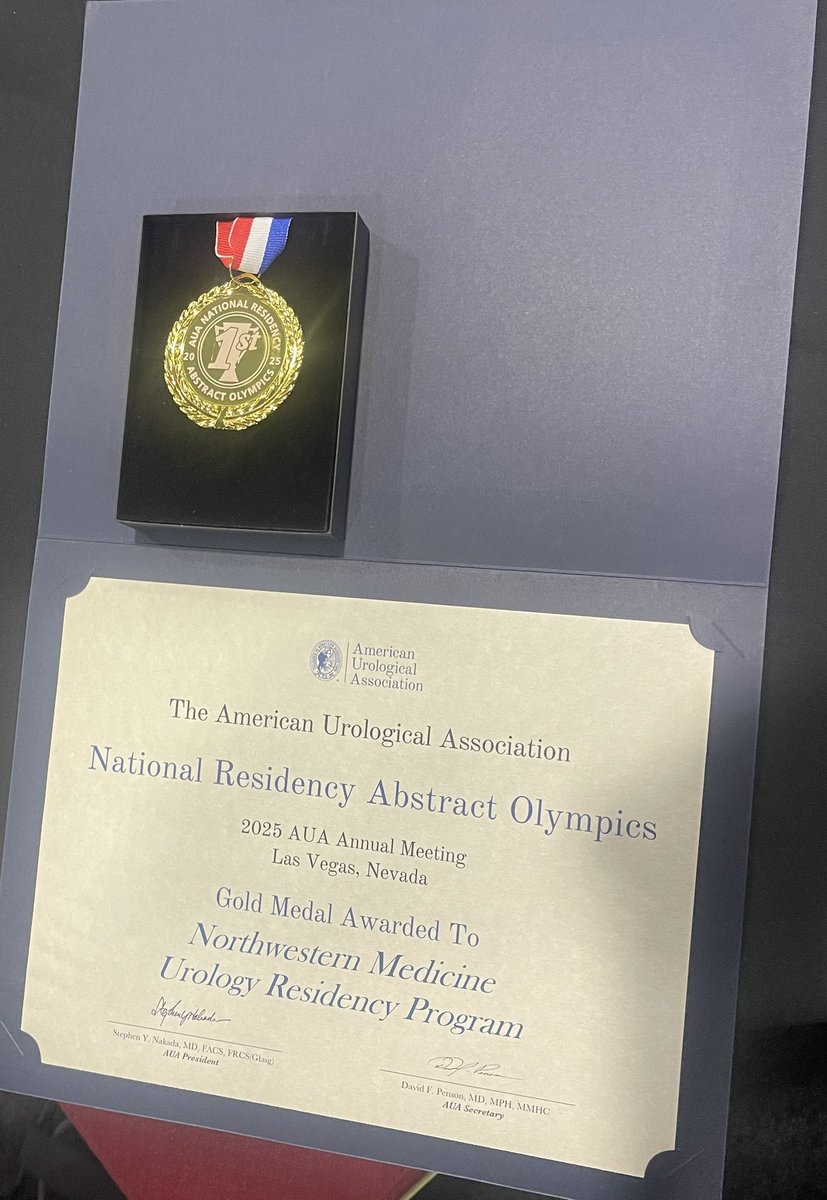 AUA NATIONAL RESIDENCY
1st
20 25
ABSTRACT OLYMPICS
American
Urological
Association
The American Urological Association
National Residency Abstract Olympics
2025 AUA Annual Meeting
Las Vegas, Nevada
Gold Medal Awarded To
Northwestern Medicine
Urology Residency Program
Stephen Y. Nakada, MD, FACS, FRCS(Glasg)
AUA President
David F. Penson, MD, MPH, MMHC
AUA Secretary